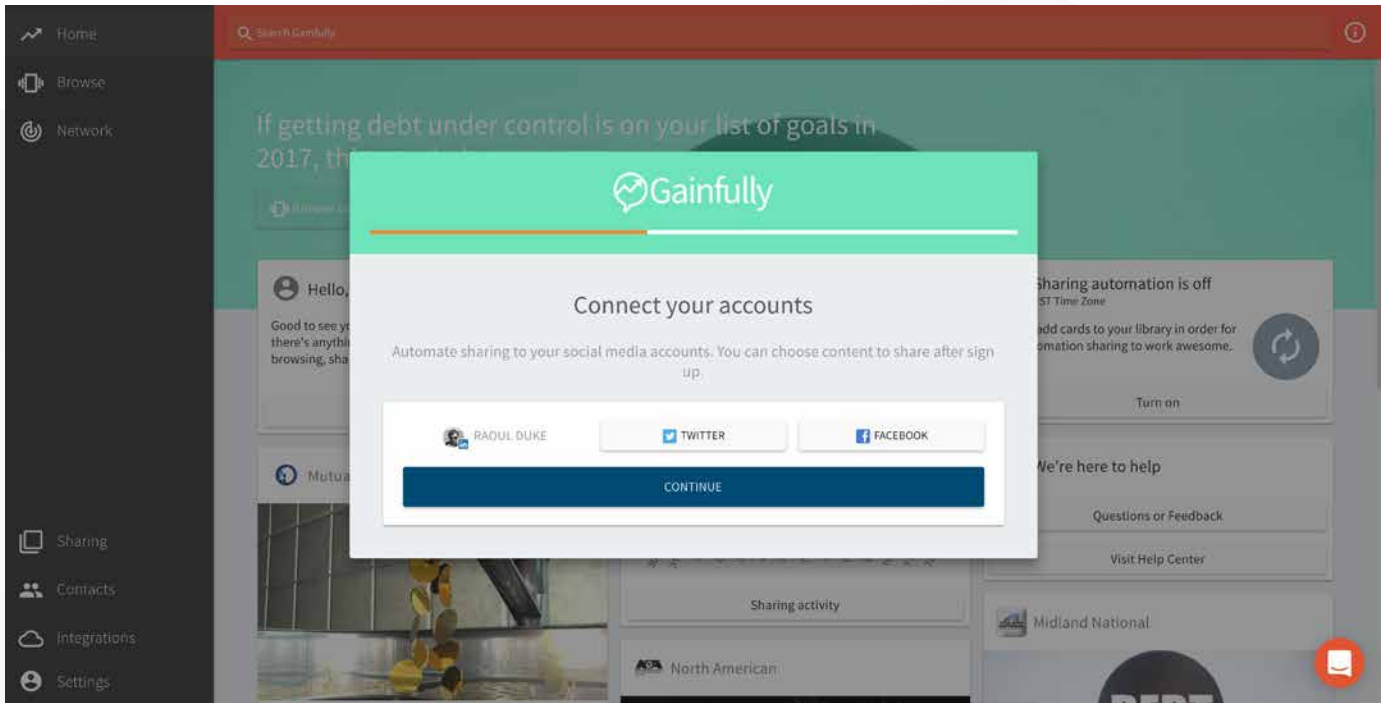 Home
Browse
Network
Search Gainfully
If getting debt under control is on your list of goals in
2017, th
Gainfully
Connect your accounts
Automate sharing to your social media accounts. You can choose content to share after sign
up.
RAOUL DUKE
in
TWITTER
FACEBOOK
CONTINUE
Hello,
Good to see yo
there's anythi
browsing, sha
Sharing automation is off
ST Time Zone
add cards to your library in order for
omation sharing to work awesome.
Turn on
Mutua
We're here to help
Questions or Feedback
Visit Help Center
Sharing activity
Midland National
North American
DEBT
Sharing
Contacts
Integrations
Settings